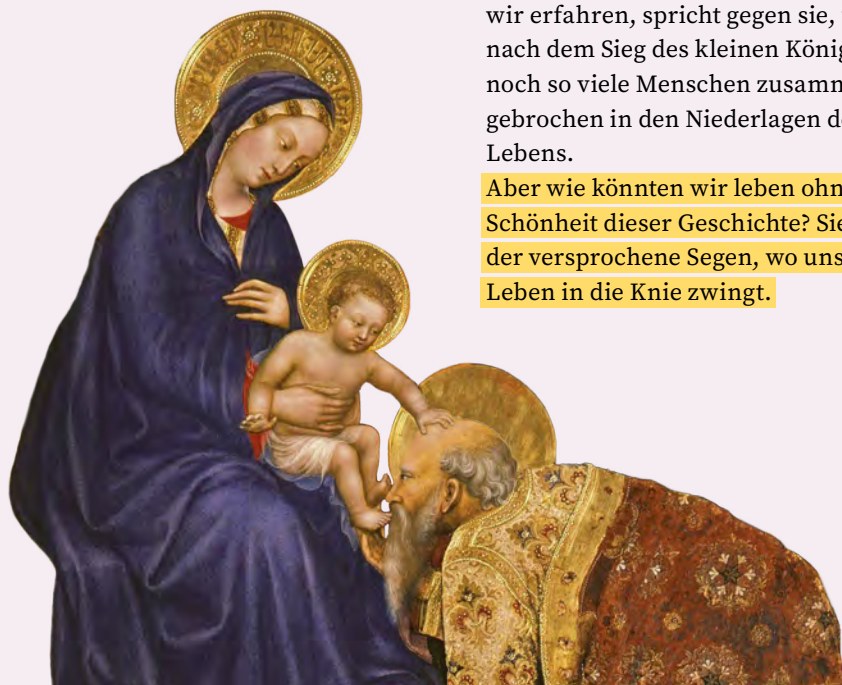 wir erfahren, spricht gegen sie,
nach dem Sieg des kleinen König
noch so viele Menschen zusamm
gebrochen in den Niederlagen d
Lebens.
Aber wie könnten wir leben ohn
Schönheit dieser Geschichte? Sie
der versprochene Segen, wo uns
Leben in die Knie zwingt.